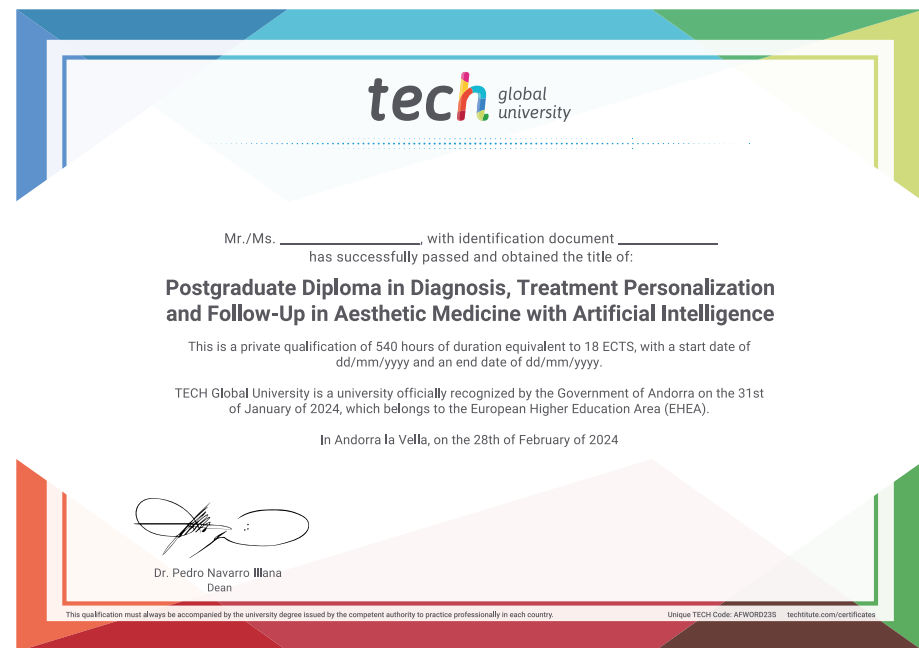 tech global university
Mr./Ms. ____________________, with identification document ______________
has successfully passed and obtained the title of:
Postgraduate Diploma in Diagnosis, Treatment Personalization
and Follow-Up in Aesthetic Medicine with Artificial Intelligence
This is a private qualification of 540 hours of duration equivalent to 18 ECTS, with a start date of
dd/mm/yyyy and an end date of dd/mm/yyyy.
TECH Global University is a university officially recognized by the Government of Andorra on the 31st
of January of 2024, which belongs to the European Higher Education Area (EHEA).
In Andorra la Vella, on the 28th of February of 2024
Dr. Pedro Navarro Illana
Dean
This qualification must always be accompanied by the university degree issued by the competent authority to practice professionally in each country.
Unique TECH Code: AFWORD23S techtitute.com/certificates